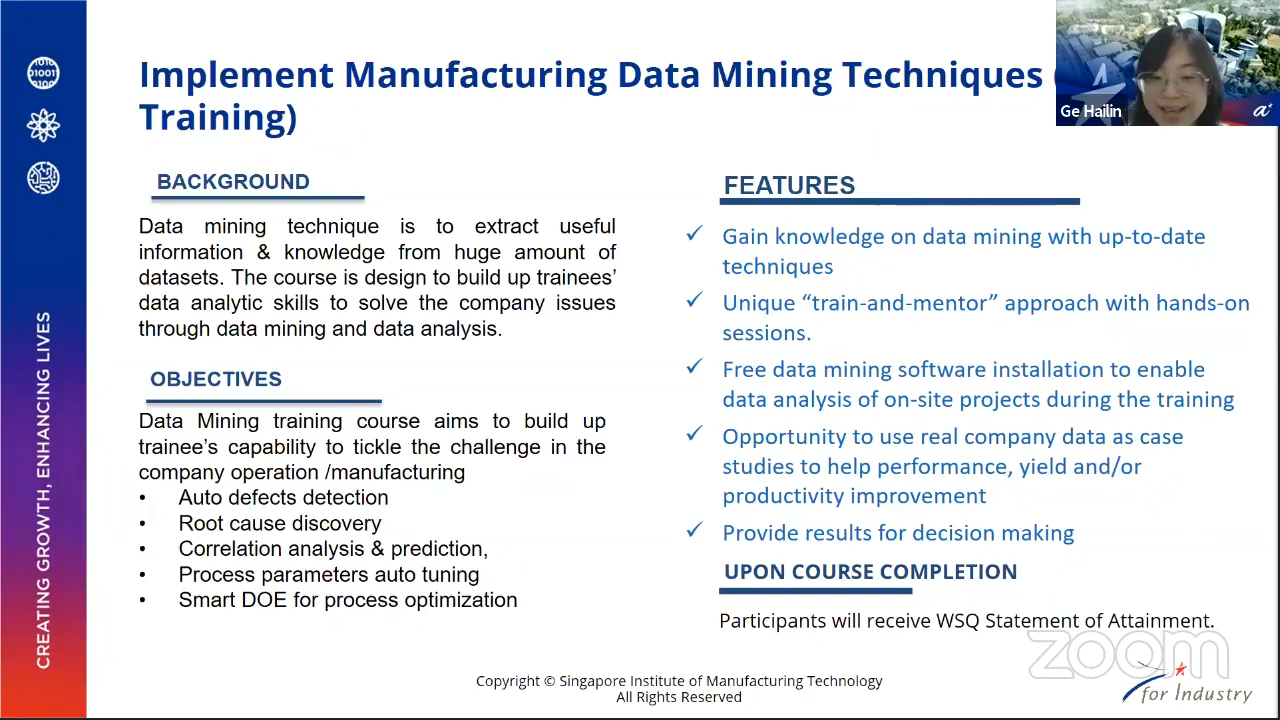 Implement Manufacturing Data Mining Techniques (
Training)
Ge Hailin
BACKGROUND
Data mining technique is to extract useful
information & knowledge from huge amount of
datasets. The course is design to build up trainees’
data analytic skills to solve the company issues
through data mining and data analysis.
OBJECTIVES
Data Mining training course aims to build up
trainee’s capability to tickle the challenge in the
company operation /manufacturing
• Auto defects detection
• Root cause discovery
• Correlation analysis & prediction,
• Process parameters auto tuning
• Smart DOE for process optimization
FEATURES
✓ Gain knowledge on data mining with up-to-date
techniques
✓ Unique “train-and-mentor” approach with hands-on
sessions.
✓ Free data mining software installation to enable
data analysis of on-site projects during the training
✓ Opportunity to use real company data as case
studies to help performance, yield and/or
productivity improvement
✓ Provide results for decision making
UPON COURSE COMPLETION
Participants will receive WSQ Statement of Attainment.
CREATING GROWTH, ENHANCING LIVES
Copyright © Singapore Institute of Manufacturing Technology
All Rights Reserved
zoom
for Industry